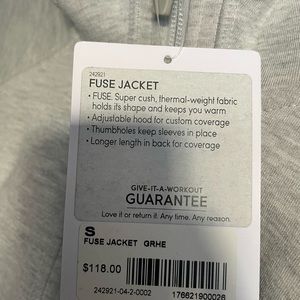 242921
FUSE JACKET
• FUSE. Super cush, thermal-weight fabric
holds its shape and keeps you warm
• Adjustable hood for custom coverage
• Thumbholes keep sleeves in place
• Longer length in back for coverage
GIVE-IT-A-WORKOUT
GUARANTEE
Love it or return it. Any time. Any reason.
S
FUSE JACKET GRHE
$118.00
242921-04-2-0002
176621900026